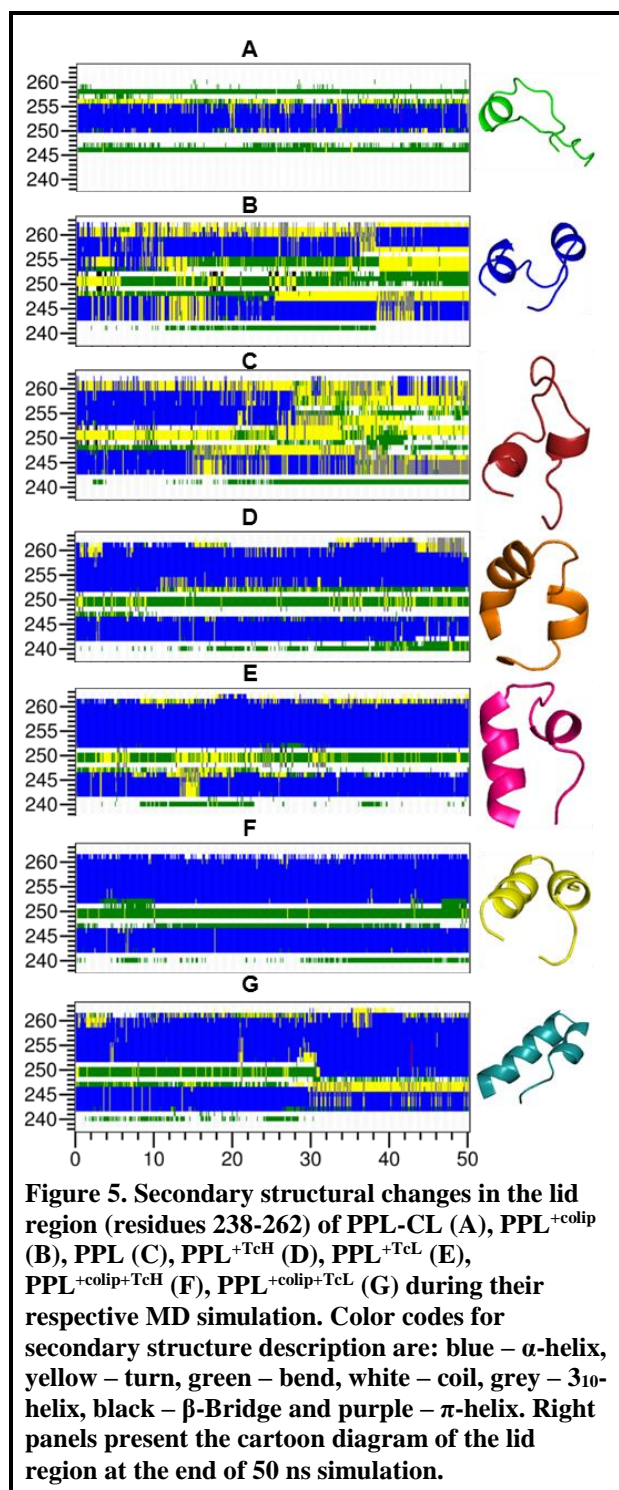 A
260
255
250
245
240
B
260
255
250
245
240
C
260
255
250
245
240
D
260
255
250
245
240
E
260
255
250
245
240
F
260
255
250
245
240
G
260
255
250
245
240
0 10 20 30 40 50
Figure 5. Secondary structural changes in the lid
region (residues 238-262) of PPL-CL (A), PPL+colip
(B), PPL (C), PPL+TcH (D), PPL+TcL (E),
PPL+colip+TcH (F), PPL+colip+TcL (G) during their
respective MD simulation. Color codes for
secondary structure description are: blue – α-helix,
yellow – turn, green – bend, white – coil, grey – 310-
helix, black – β-Bridge and purple – π-helix. Right
panels present the cartoon diagram of the lid
region at the end of 50 ns simulation.